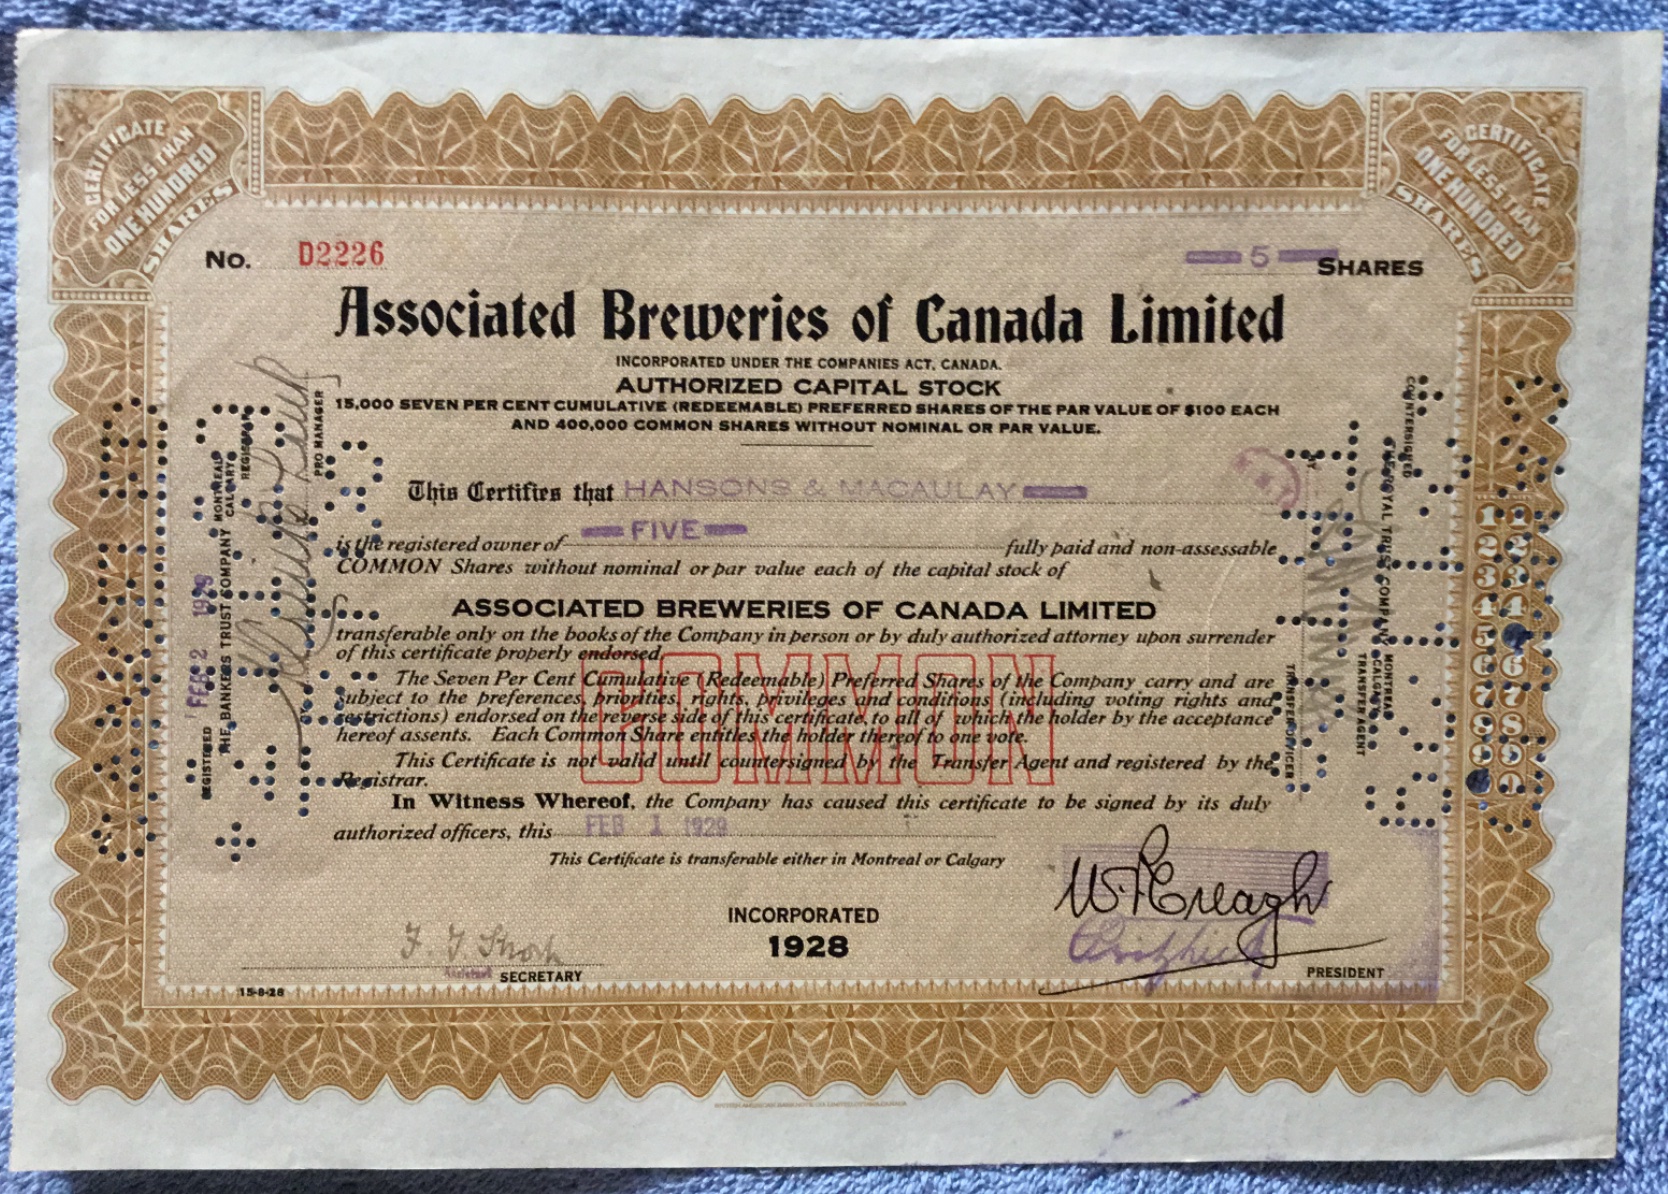 CERTIFICATE
FOR LESS THAN
ONE HUNDRED
SHARES
FOR CERTIFICATE
FOR LESS THAN
ONE HUNDRED
SHARES
No. D2226
5 SHARES
Associated Breweries of Canada Limited
INCORPORATED UNDER THE COMPANIES ACT, CANADA.
AUTHORIZED CAPITAL STOCK
15,000 SEVEN PER CENT CUMULATIVE (REDEEMABLE) PREFERRED SHARES OF THE PAR VALUE OF $100 EACH
AND 400,000 COMMON SHARES WITHOUT NOMINAL OR PAR VALUE.
This Certifies that HANSONS & MACAULAY
FIVE
is the registered owner of fully paid and non-assessable
COMMON Shares without nominal or par value each of the capital stock of
ASSOCIATED BREWERIES OF CANADA LIMITED
transferable only on the books of the Company in person or by duly authorized attorney upon surrender
of this certificate properly endorsed.
The Seven Per Cent Cumulative (Redeemable) Preferred Shares of the Company carry and are
subject to the preferences, priorities, rights, privileges and conditions (including voting rights and
restrictions) endorsed on the reverse side of this certificate, to all of which the holder by the acceptance
hereof assents. Each Common Share entitles the holder thereof to one vote.
This Certificate is not valid until countersigned by the Transfer Agent and registered by the
Registrar.
COMMON
In Witness Whereof, the Company has caused this certificate to be signed by its duly
authorized officers, this FEB 1 1929
This Certificate is transferable either in Montreal or Calgary
INCORPORATED
1928
Assistant SECRETARY
PRESIDENT
15-8-28
REGISTERED FEB 2 1929
THE BANKERS TRUST COMPANY
MONTREAL
CALGARY
REGISTRAR
BY
PRO MANAGER
COUNTERSIGNED
THE ROYAL TRUST COMPANY
MONTREAL
CALGARY
TRANSFER AGENT
BY
TRANSFER OFFICER
1 1
2 2
3 3
4 4
5
6 6
7 7
8 8
9 9
0